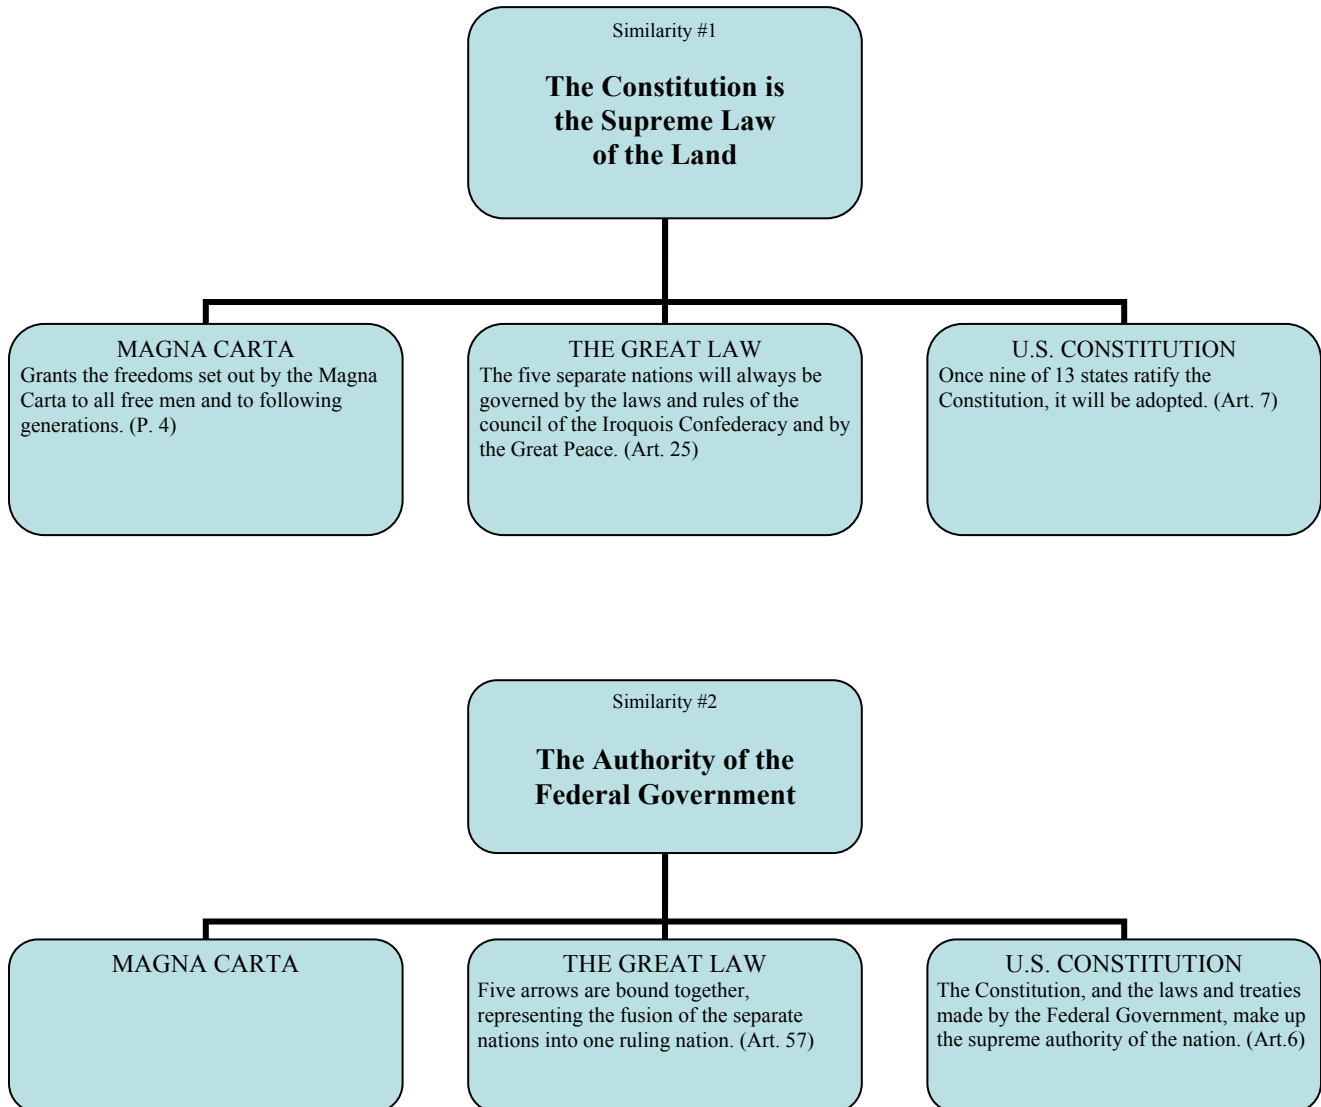 Similarity #1
The Constitution is
the Supreme Law
of the Land
MAGNA CARTA
Grants the freedoms set out by the Magna
Carta to all free men and to following
generations. (P. 4)
THE GREAT LAW
The five separate nations will always be
governed by the laws and rules of the
council of the Iroquois Confederacy and by
the Great Peace. (Art. 25)
U.S. CONSTITUTION
Once nine of 13 states ratify the
Constitution, it will be adopted. (Art. 7)
Similarity #2
The Authority of the
Federal Government
MAGNA CARTA
THE GREAT LAW
Five arrows are bound together,
representing the fusion of the separate
nations into one ruling nation. (Art. 57)
U.S. CONSTITUTION
The Constitution, and the laws and treaties
made by the Federal Government, make up
the supreme authority of the nation. (Art.6)